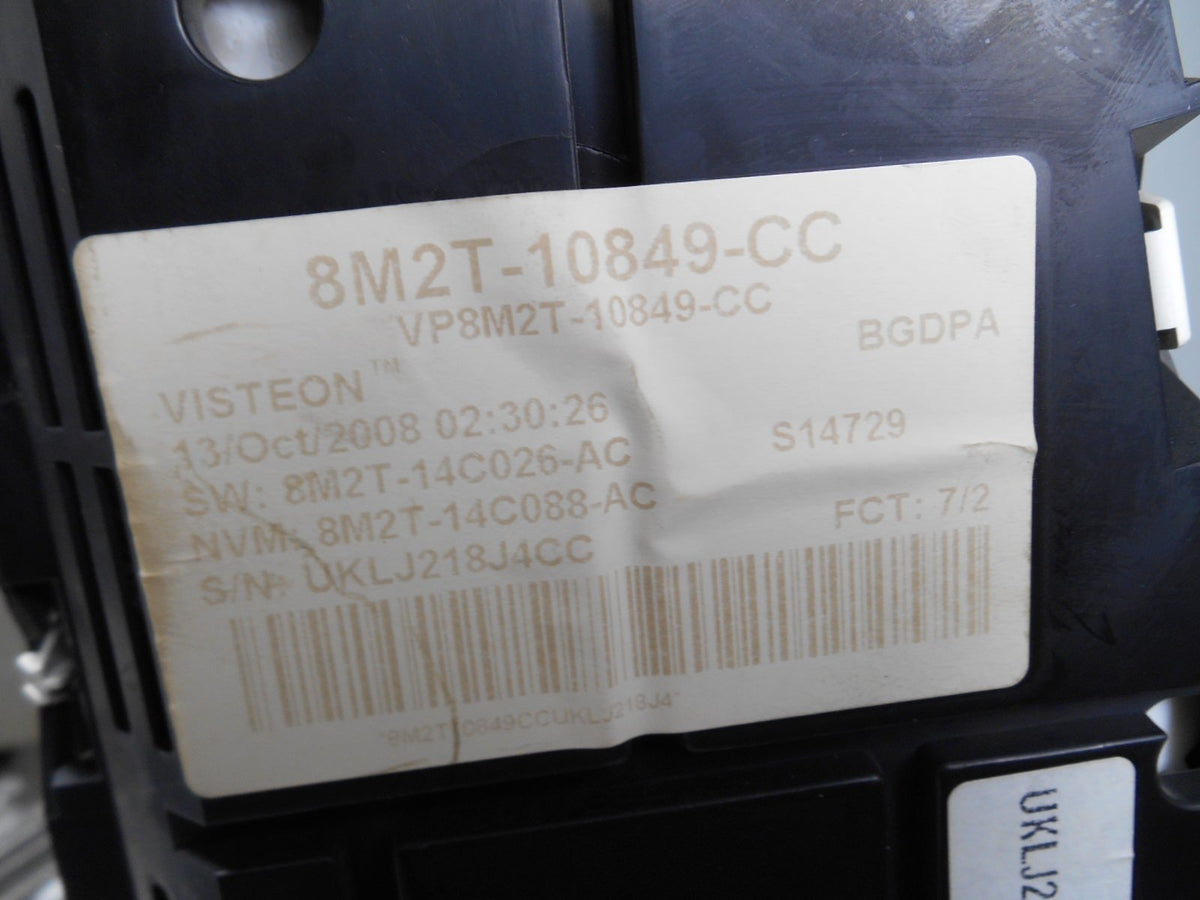 8M2T-10849-CC
VP8M2T-10849-CC
BGDPA
VISTEON™
13/Oct/2008 02:30:26
S14729
SW: 8M2T-14C026-AC
NVM: 8M2T-14C088-AC
FCT: 7/2
S/N: UKLJ218J4CC
*8M2T10849CCUKLJ218J4*
UKLJ2